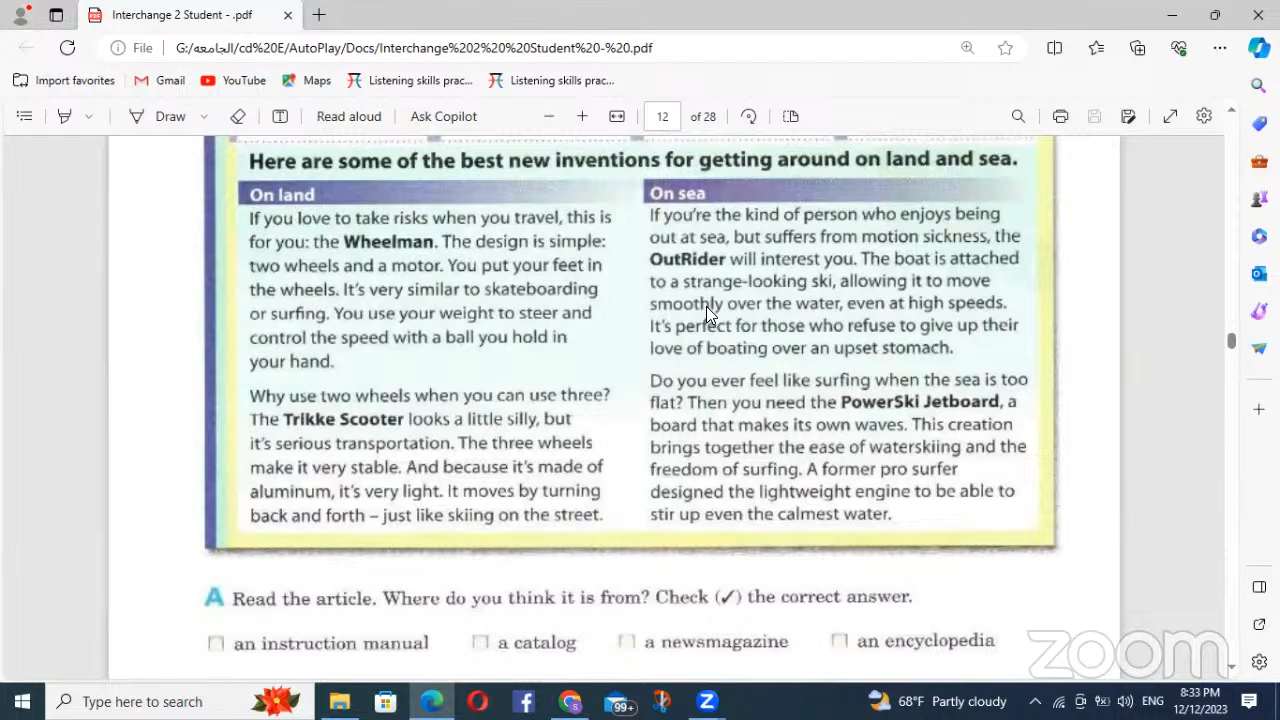 Interchange 2 Student - .pdf
File
G:/الجامعه/cd%20E/AutoPlay/Docs/Interchange%202%20%20Student%20-%20.pdf
Import favorites
Gmail
YouTube
Maps
Listening skills prac...
Listening skills prac...
Draw
Read aloud
Ask Copilot
12
of 28
Here are some of the best new inventions for getting around on land and sea.
On land
If you love to take risks when you travel, this is
for you: the Wheelman. The design is simple:
two wheels and a motor. You put your feet in
the wheels. It's very similar to skateboarding
or surfing. You use your weight to steer and
control the speed with a ball you hold in
your hand.
Why use two wheels when you can use three?
The Trikke Scooter looks a little silly, but
it's serious transportation. The three wheels
make it very stable. And because it's made of
aluminum, it's very light. It moves by turning
back and forth – just like skiing on the street.
On sea
If you're the kind of person who enjoys being
out at sea, but suffers from motion sickness, the
OutRider will interest you. The boat is attached
to a strange-looking ski, allowing it to move
smoothly over the water, even at high speeds.
It's perfect for those who refuse to give up their
love of boating over an upset stomach.
Do you ever feel like surfing when the sea is too
flat? Then you need the PowerSki Jetboard, a
board that makes its own waves. This creation
brings together the ease of waterskiing and the
freedom of surfing. A former pro surfer
designed the lightweight engine to be able to
stir up even the calmest water.
A Read the article. Where do you think it is from? Check (✓) the correct answer.
an instruction manual
a catalog
a newsmagazine
an encyclopedia
zoom
Type here to search
99+
68°F Partly cloudy
ENG
8:33 PM
12/12/2023